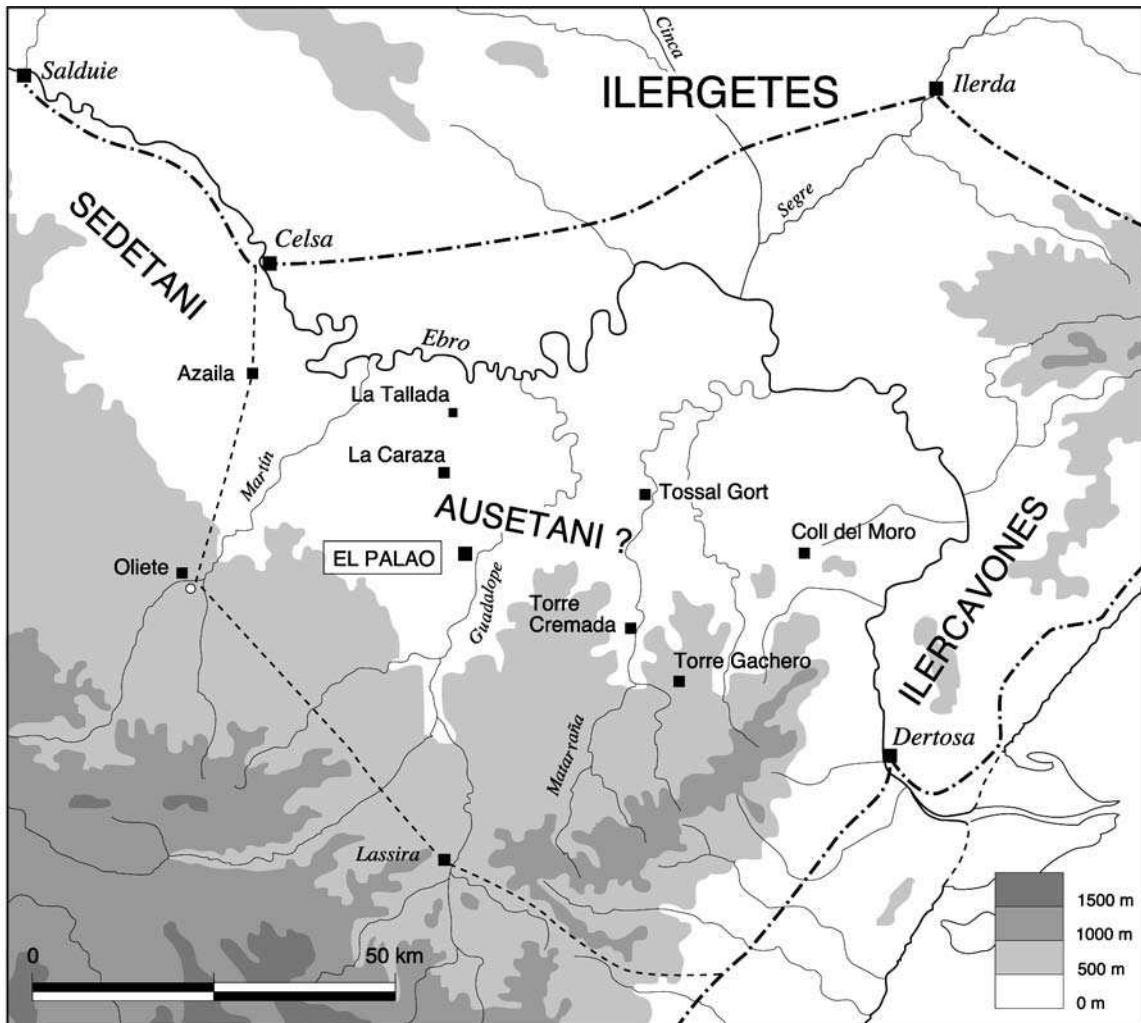 Cinca
Salduie
ILERGETES
Ilerda
Segre
SEDETANI
Celsa
Ebro
Azaila
La Tallada
Martín
La Caraza
Tossal Gort
AUSETANI ?
Coll del Moro
EL PALAO
Oliete
Guadalope
Torre
Cremada
ILERCAVONES
Torre Gachero
Matarraña
Dertosa
Lassira
1500 m
1000 m
500 m
0 m
0
50 km